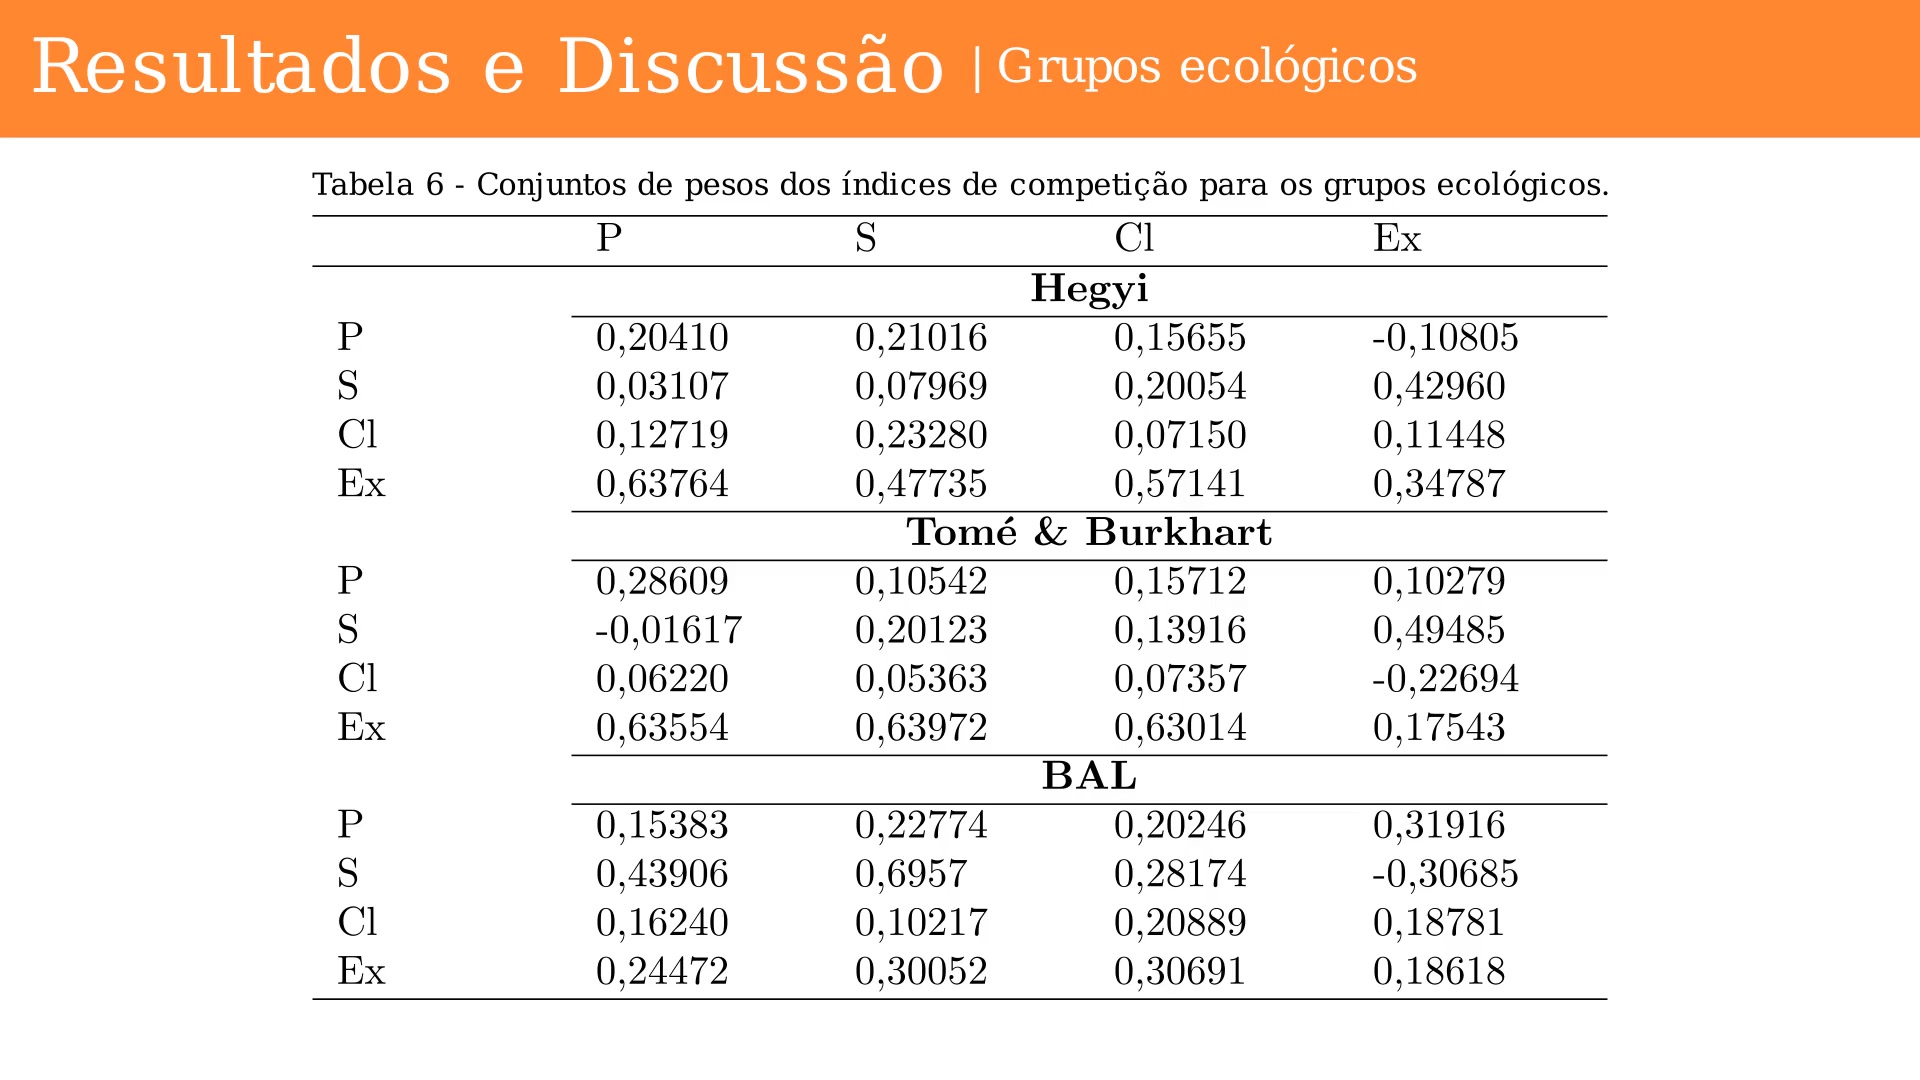 Resultados e Discussão | Grupos ecológicos
Tabela 6 - Conjuntos de pesos dos índices de competição para os grupos ecológicos.
P S Cl Ex
Hegyi
P 0,20410 0,21016 0,15655 -0,10805
S 0,03107 0,07969 0,20054 0,42960
Cl 0,12719 0,23280 0,07150 0,11448
Ex 0,63764 0,47735 0,57141 0,34787
Tomé & Burkhart
P 0,28609 0,10542 0,15712 0,10279
S -0,01617 0,20123 0,13916 0,49485
Cl 0,06220 0,05363 0,07357 -0,22694
Ex 0,63554 0,63972 0,63014 0,17543
BAL
P 0,15383 0,22774 0,20246 0,31916
S 0,43906 0,6957 0,28174 -0,30685
Cl 0,16240 0,10217 0,20889 0,18781
Ex 0,24472 0,30052 0,30691 0,18618